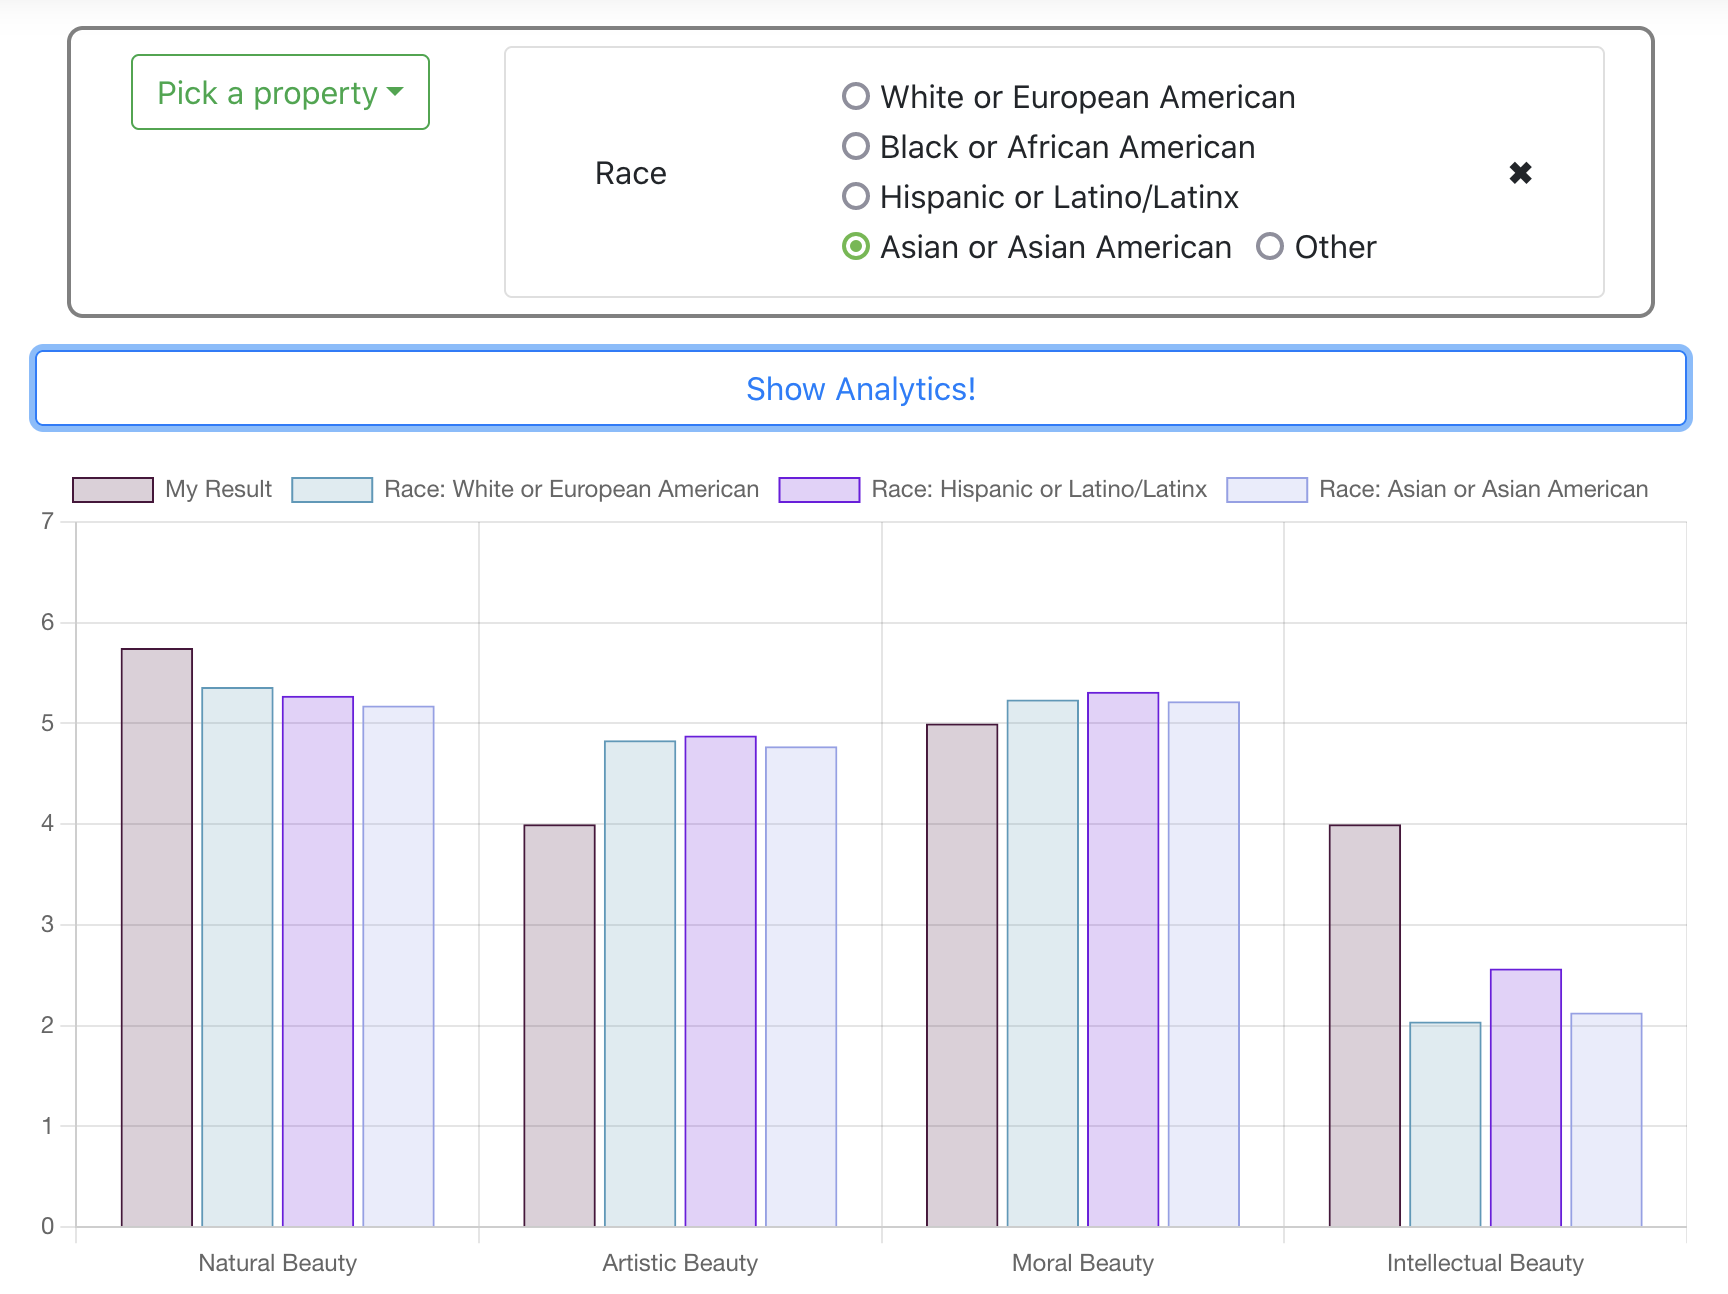 Pick a property
Race
White or European American
Black or African American
Hispanic or Latino/Latinx
Asian or Asian American Other
Show Analytics!
My Result Race: White or European American Race: Hispanic or Latino/Latinx Race: Asian or Asian American
7
6
5
4
3
2
1
0
Natural Beauty Artistic Beauty Moral Beauty Intellectual Beauty